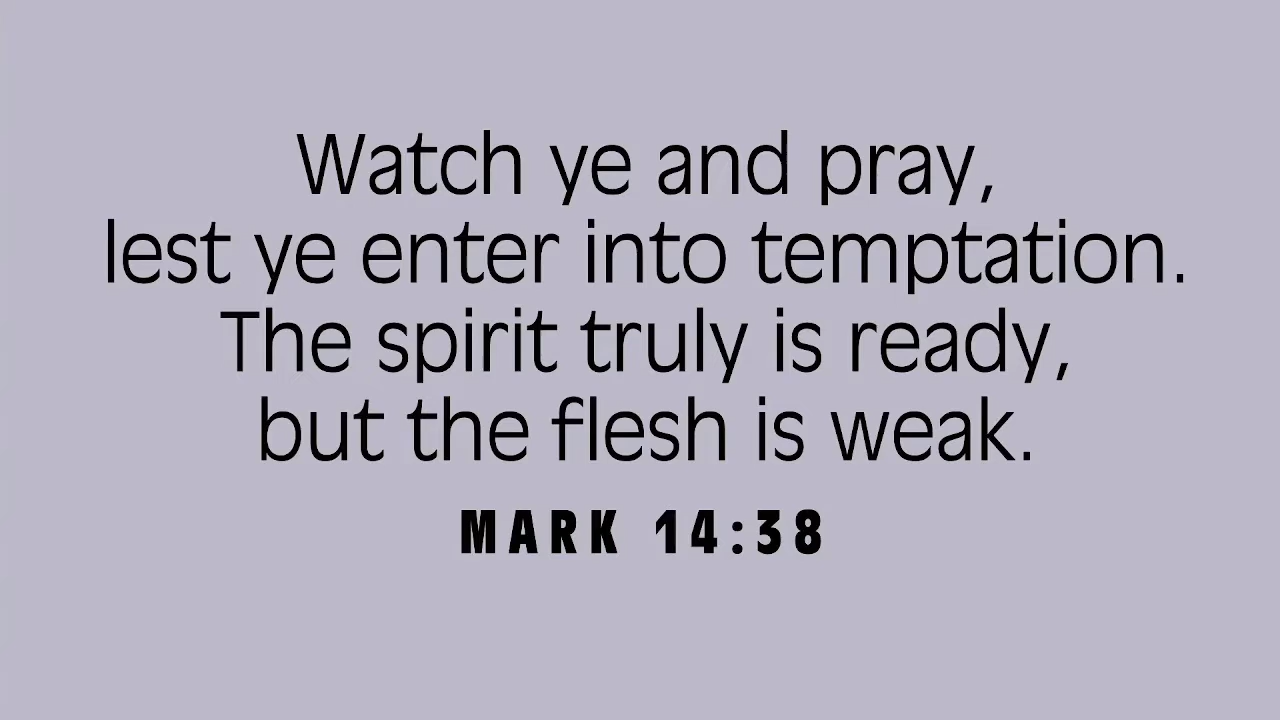 Watch ye and pray,
lest ye enter into temptation.
The spirit truly is ready,
but the flesh is weak.
MARK 14:38